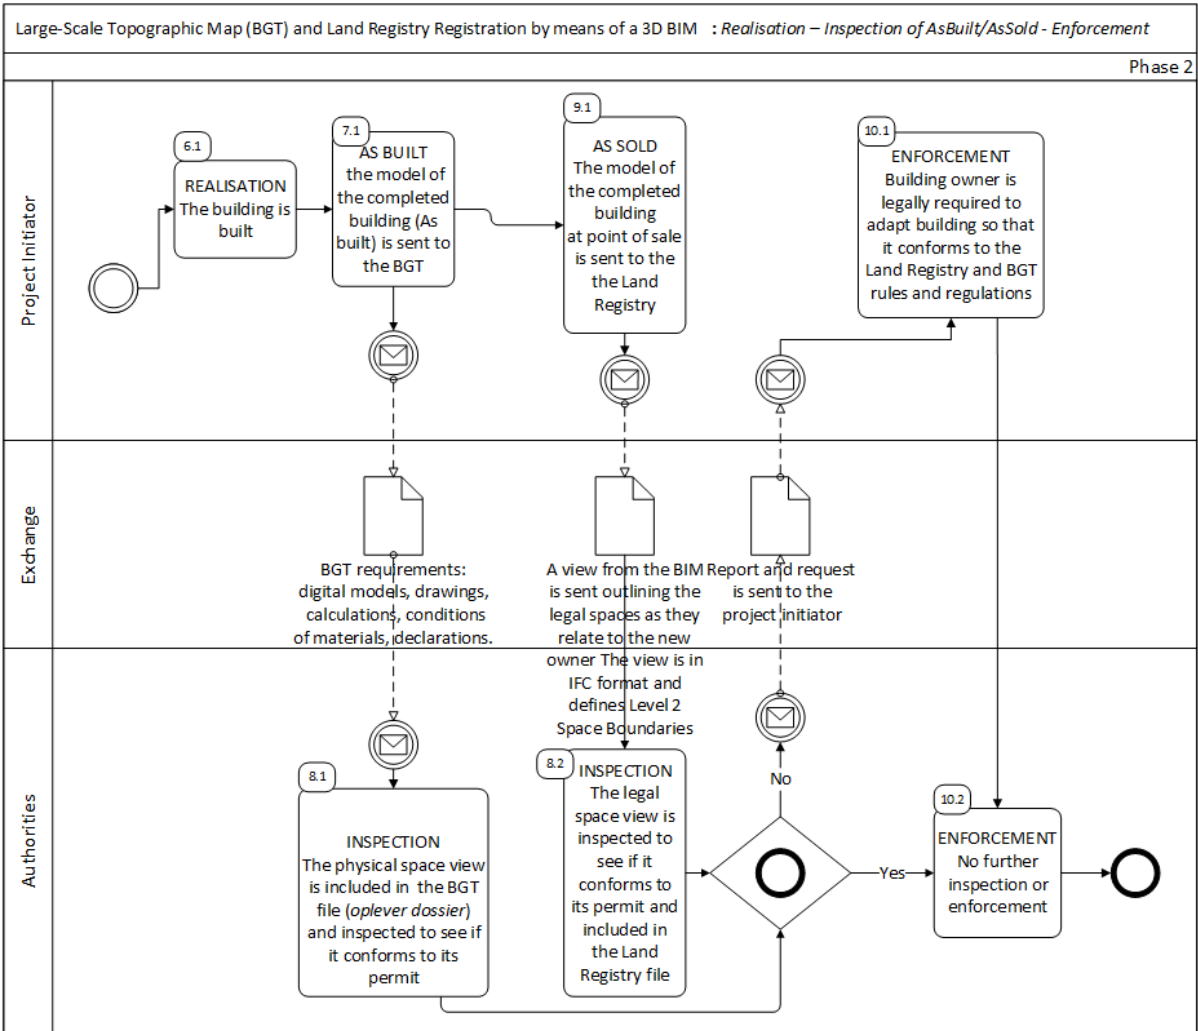 Large-Scale Topographic Map (BGT) and Land Registry Registration by means of a 3D BIM : Realisation – Inspection of AsBuilt/AsSold - Enforcement
Phase 2
Project Initiator
6.1
REALISATION
The building is
built
7.1
AS BUILT
the model of
the completed
building (As
built) is sent to
the BGT
9.1
AS SOLD
The model of
the completed
building
at point of sale
is sent to the
the Land
Registry
10.1
ENFORCEMENT
Building owner is
legally required to
adapt building so that
it conforms to the
Land Registry and BGT
rules and regulations
Exchange
BGT requirements:
digital models, drawings,
calculations, conditions
of materials, declarations.
A view from the BIM
is sent outlining the
legal spaces as they
relate to the new
owner The view is in
IFC format and
defines Level 2
Space Boundaries
Report and request
is sent to the
project initiator
Authorities
8.1
INSPECTION
The physical space view
is included in the BGT
file (oplever dossier)
and inspected to see if
it conforms to its
permit
8.2
INSPECTION
The legal
space view is
inspected to
see if it
conforms to
its permit and
included in
the Land
Registry file
No
Yes
10.2
ENFORCEMENT
No further
inspection or
enforcement